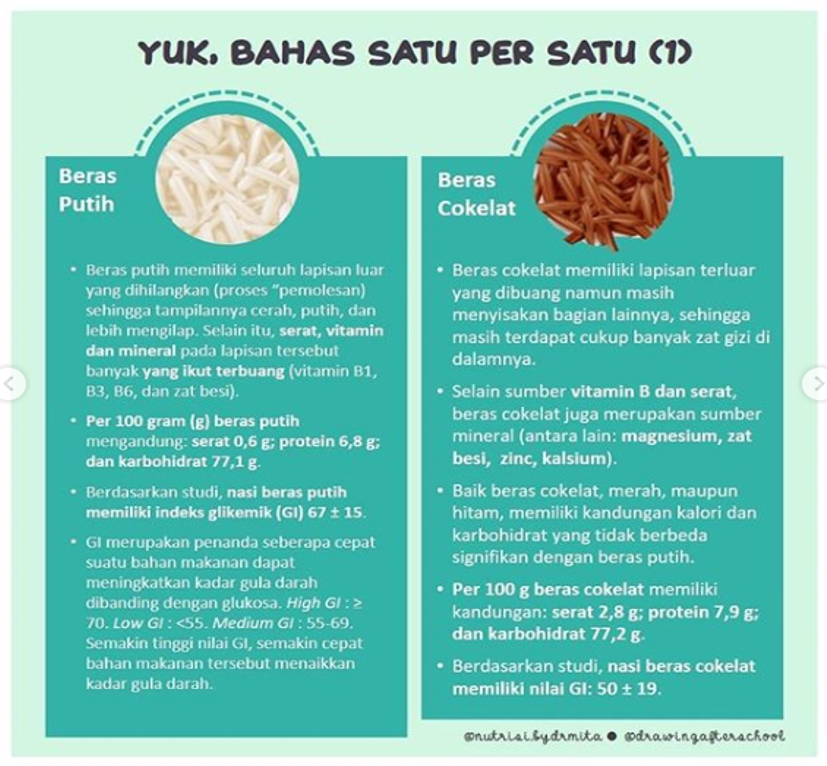 YUK, BAHAS SATU PER SATU (1)
Beras
Putih
• Beras putih memiliki seluruh lapisan luar
yang dihilangkan (proses "pemolesan)
sehingga tampilannya cerah, putih, dan
lebih mengilap. Selain itu, serat, vitamin
dan mineral pada lapisan tersebut
banyak yang ikut terbuang (vitamin B1,
B3, B6, dan zat besi).
• Per 100 gram (g) beras putih
mengandung: serat 0,6 g; protein 6,8 g;
dan karbohidrat 77,1 g.
• Berdasarkan studi, nasi beras putih
memiliki indeks glikemik (GI) 67 ± 15.
• GI merupakan penanda seberapa cepat
suatu bahan makanan dapat
meningkatkan kadar gula darah
dibanding dengan glukosa. High GI : ≥
70. Low GI : <55. Medium GI : 55-69.
Semakin tinggi nilai GI, semakin cepat
bahan makanan tersebut menaikkan
kadar gula darah.
Beras
Cokelat
• Beras cokelat memiliki lapisan terluar
yang dibuang namun masih
menyisakan bagian lainnya, sehingga
masih terdapat cukup banyak zat gizi di
dalamnya.
• Selain sumber vitamin B dan serat,
beras cokelat juga merupakan sumber
mineral (antara lain: magnesium, zat
besi, zinc, kalsium).
• Baik beras cokelat, merah, maupun
hitam, memiliki kandungan kalori dan
karbohidrat yang tidak berbeda
signifikan dengan beras putih.
• Per 100 g beras cokelat memiliki
kandungan: serat 2,8 g; protein 7,9 g;
dan karbohidrat 77,2 g.
• Berdasarkan studi, nasi beras cokelat
memiliki nilai GI: 50 ± 19.
@nutrisi.bydrmita ● @drawingafterschool